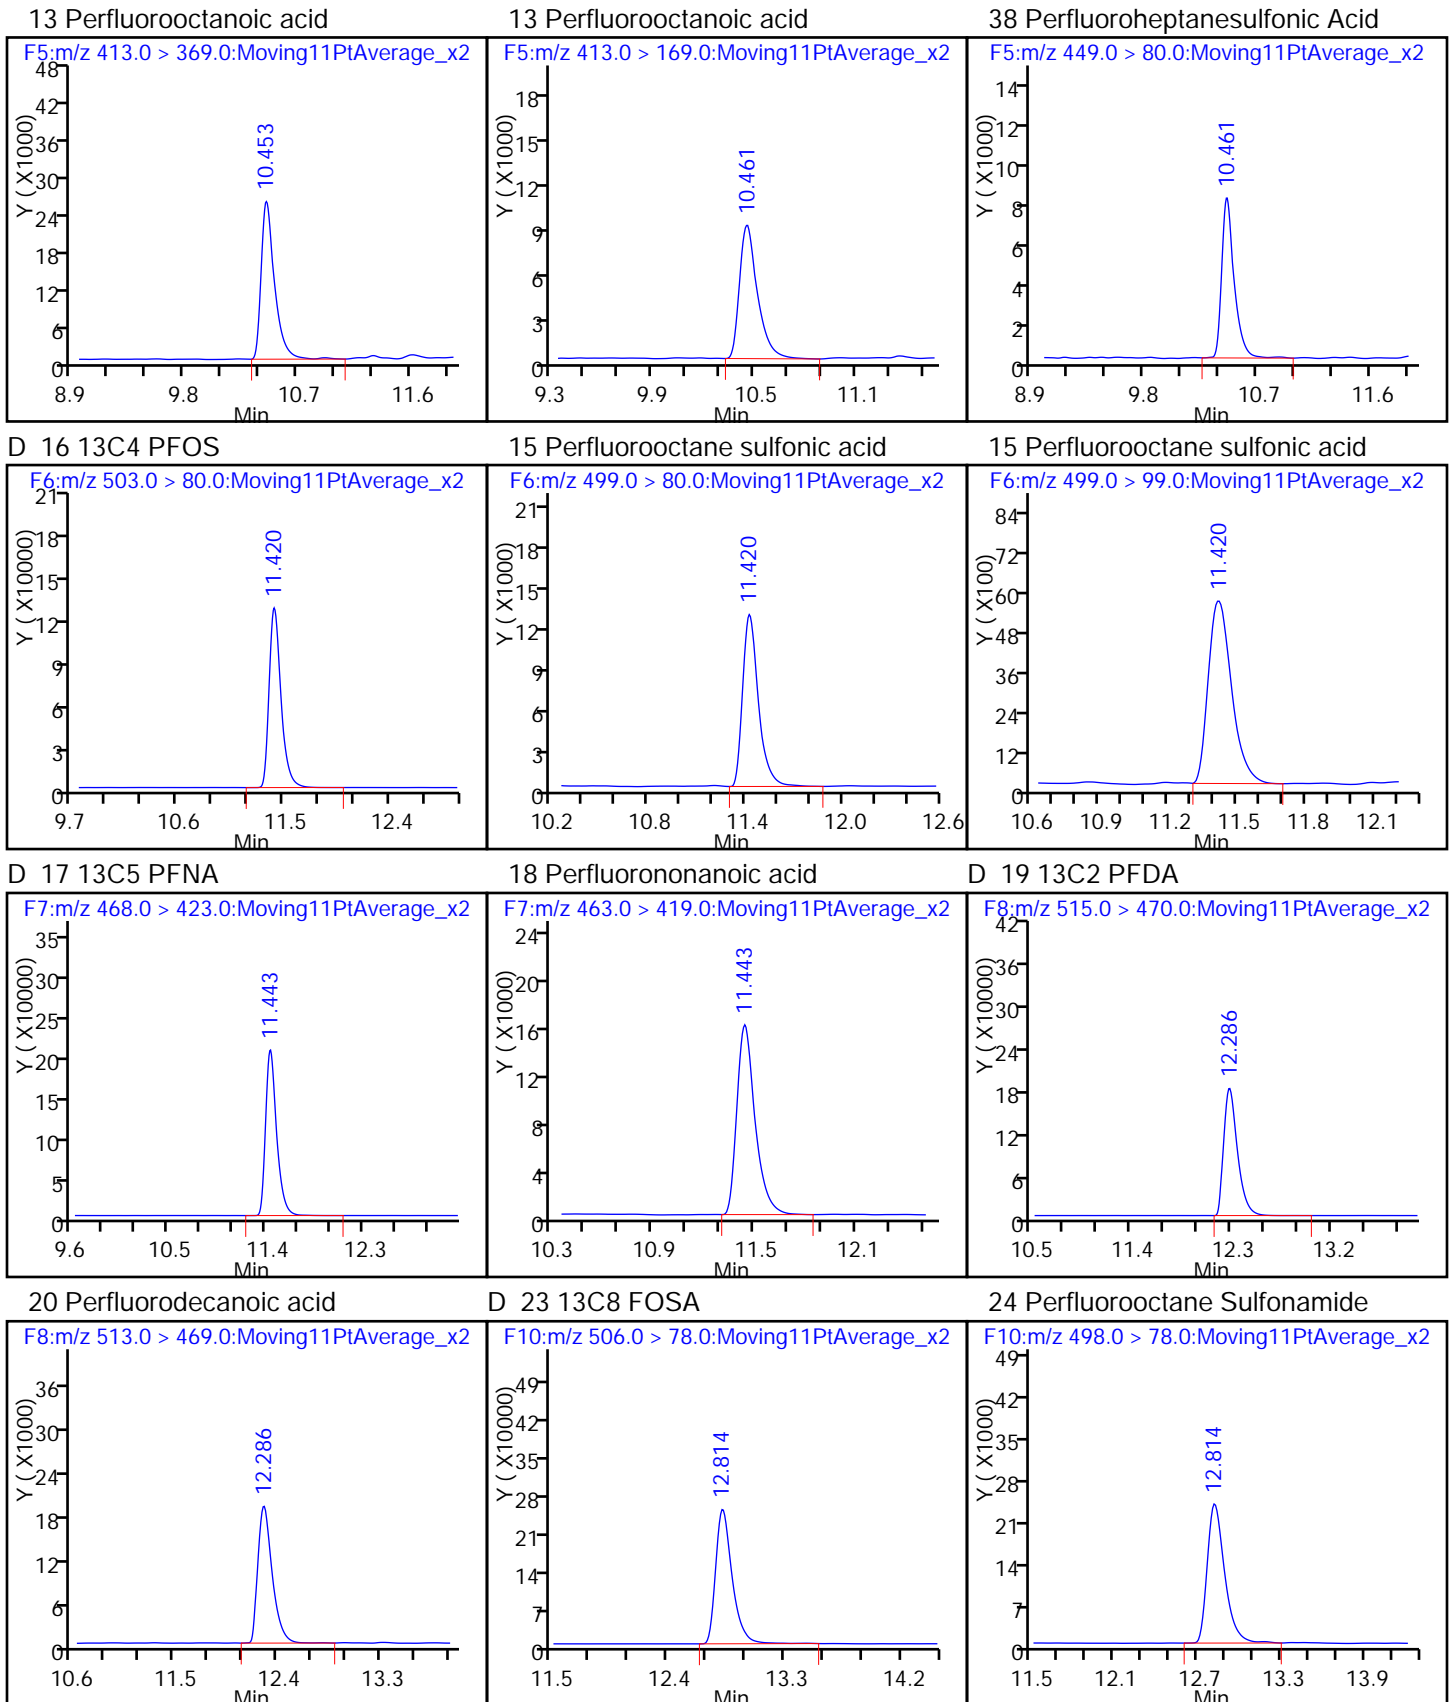 13 Perfluorooctanoic acid
F5:m/z 413.0 > 369.0:Moving11PtAverage_x2
48
42
36
30
24
18
12
6
0
Y ( X1000)
10.453
8.9 9.8 10.7 11.6
Min
13 Perfluorooctanoic acid
F5:m/z 413.0 > 169.0:Moving11PtAverage_x2
18
15
12
9
6
3
0
Y ( X1000)
10.461
9.3 9.9 10.5 11.1
Min
38 Perfluoroheptanesulfonic Acid
F5:m/z 449.0 > 80.0:Moving11PtAverage_x2
14
12
10
8
6
4
2
0
Y ( X1000)
10.461
8.9 9.8 10.7 11.6
Min
D 16 13C4 PFOS
F6:m/z 503.0 > 80.0:Moving11PtAverage_x2
21
18
15
12
9
6
3
0
Y ( X10000)
11.420
9.7 10.6 11.5 12.4
Min
15 Perfluorooctane sulfonic acid
F6:m/z 499.0 > 80.0:Moving11PtAverage_x2
21
18
15
12
9
6
3
0
Y ( X1000)
11.420
10.2 10.8 11.4 12.0 12.6
Min
15 Perfluorooctane sulfonic acid
F6:m/z 499.0 > 99.0:Moving11PtAverage_x2
84
72
60
48
36
24
12
0
Y ( X100)
11.420
10.6 10.9 11.2 11.5 11.8 12.1
Min
D 17 13C5 PFNA
F7:m/z 468.0 > 423.0:Moving11PtAverage_x2
35
30
25
20
15
10
5
0
Y ( X10000)
11.443
9.6 10.5 11.4 12.3
Min
18 Perfluorononanoic acid
F7:m/z 463.0 > 419.0:Moving11PtAverage_x2
24
20
16
12
8
4
0
Y ( X1000)
11.443
10.3 10.9 11.5 12.1
Min
D 19 13C2 PFDA
F8:m/z 515.0 > 470.0:Moving11PtAverage_x2
42
36
30
24
18
12
6
0
Y ( X10000)
12.286
10.5 11.4 12.3 13.2
Min
20 Perfluorodecanoic acid
F8:m/z 513.0 > 469.0:Moving11PtAverage_x2
36
30
24
18
12
6
0
Y ( X1000)
12.286
10.6 11.5 12.4 13.3
Min
D 23 13C8 FOSA
F10:m/z 506.0 > 78.0:Moving11PtAverage_x2
49
42
35
28
21
14
7
0
Y ( X10000)
12.814
11.5 12.4 13.3 14.2
Min
24 Perfluorooctane Sulfonamide
F10:m/z 498.0 > 78.0:Moving11PtAverage_x2
49
42
35
28
21
14
7
0
Y ( X1000)
12.814
11.5 12.1 12.7 13.3 13.9
Min